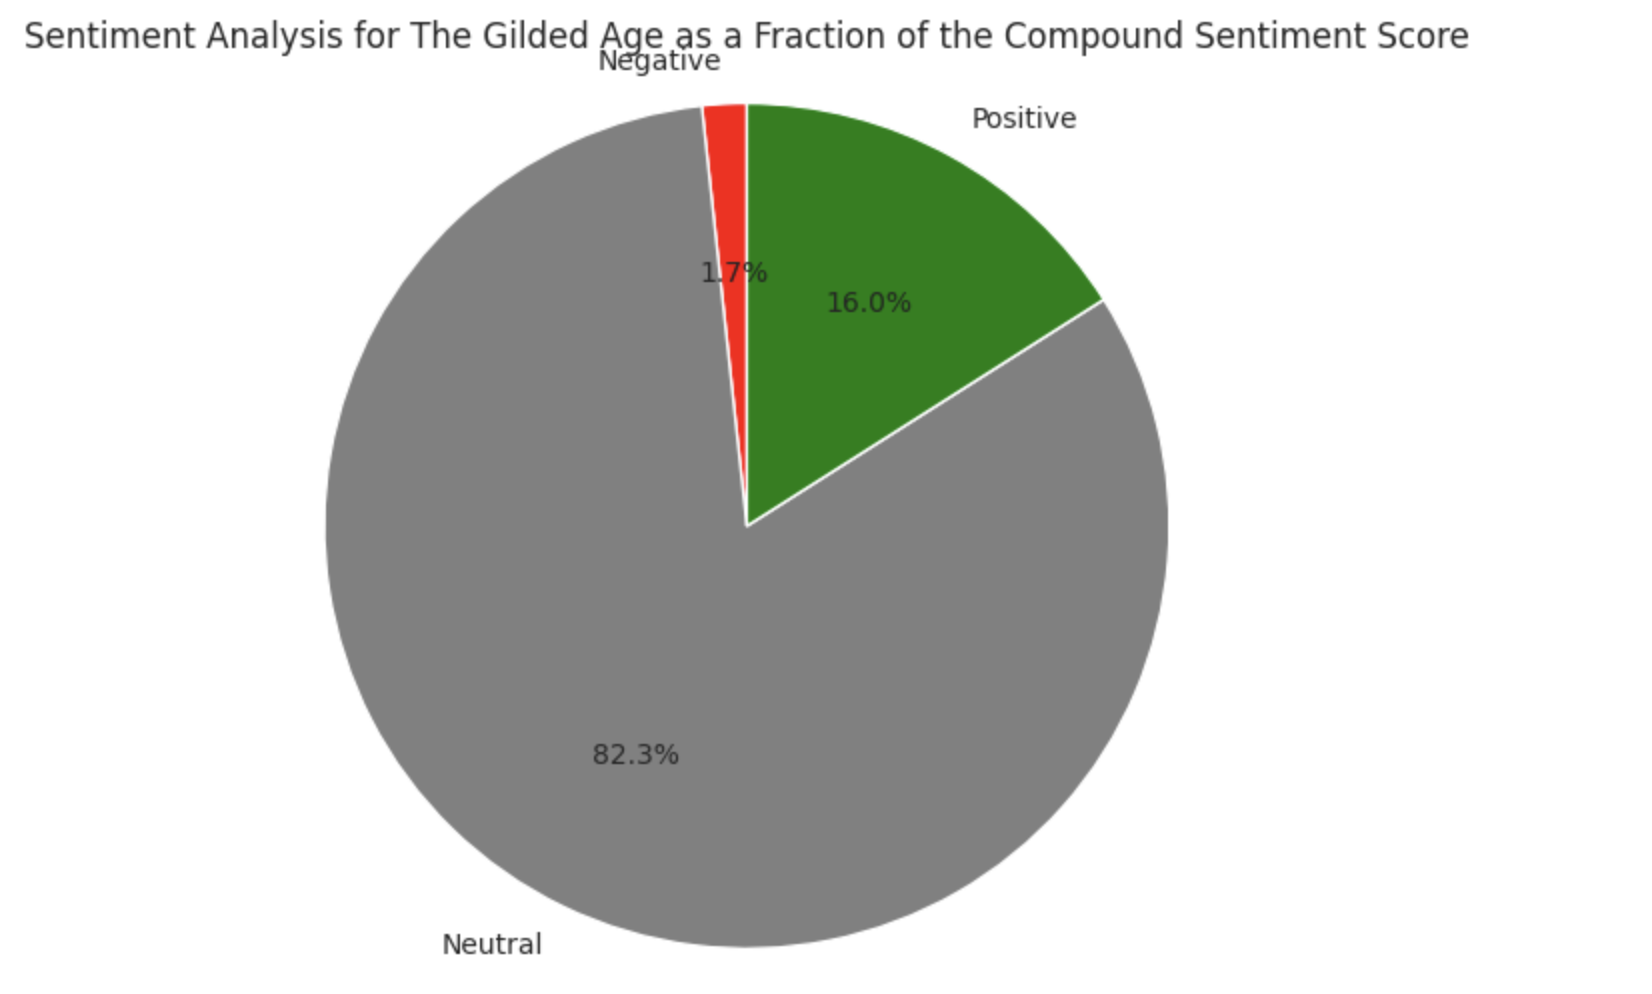 Sentiment Analysis for The Gilded Age as a Fraction of the Compound Sentiment Score
Negative
Positive
1.7%
16.0%
82.3%
Neutral